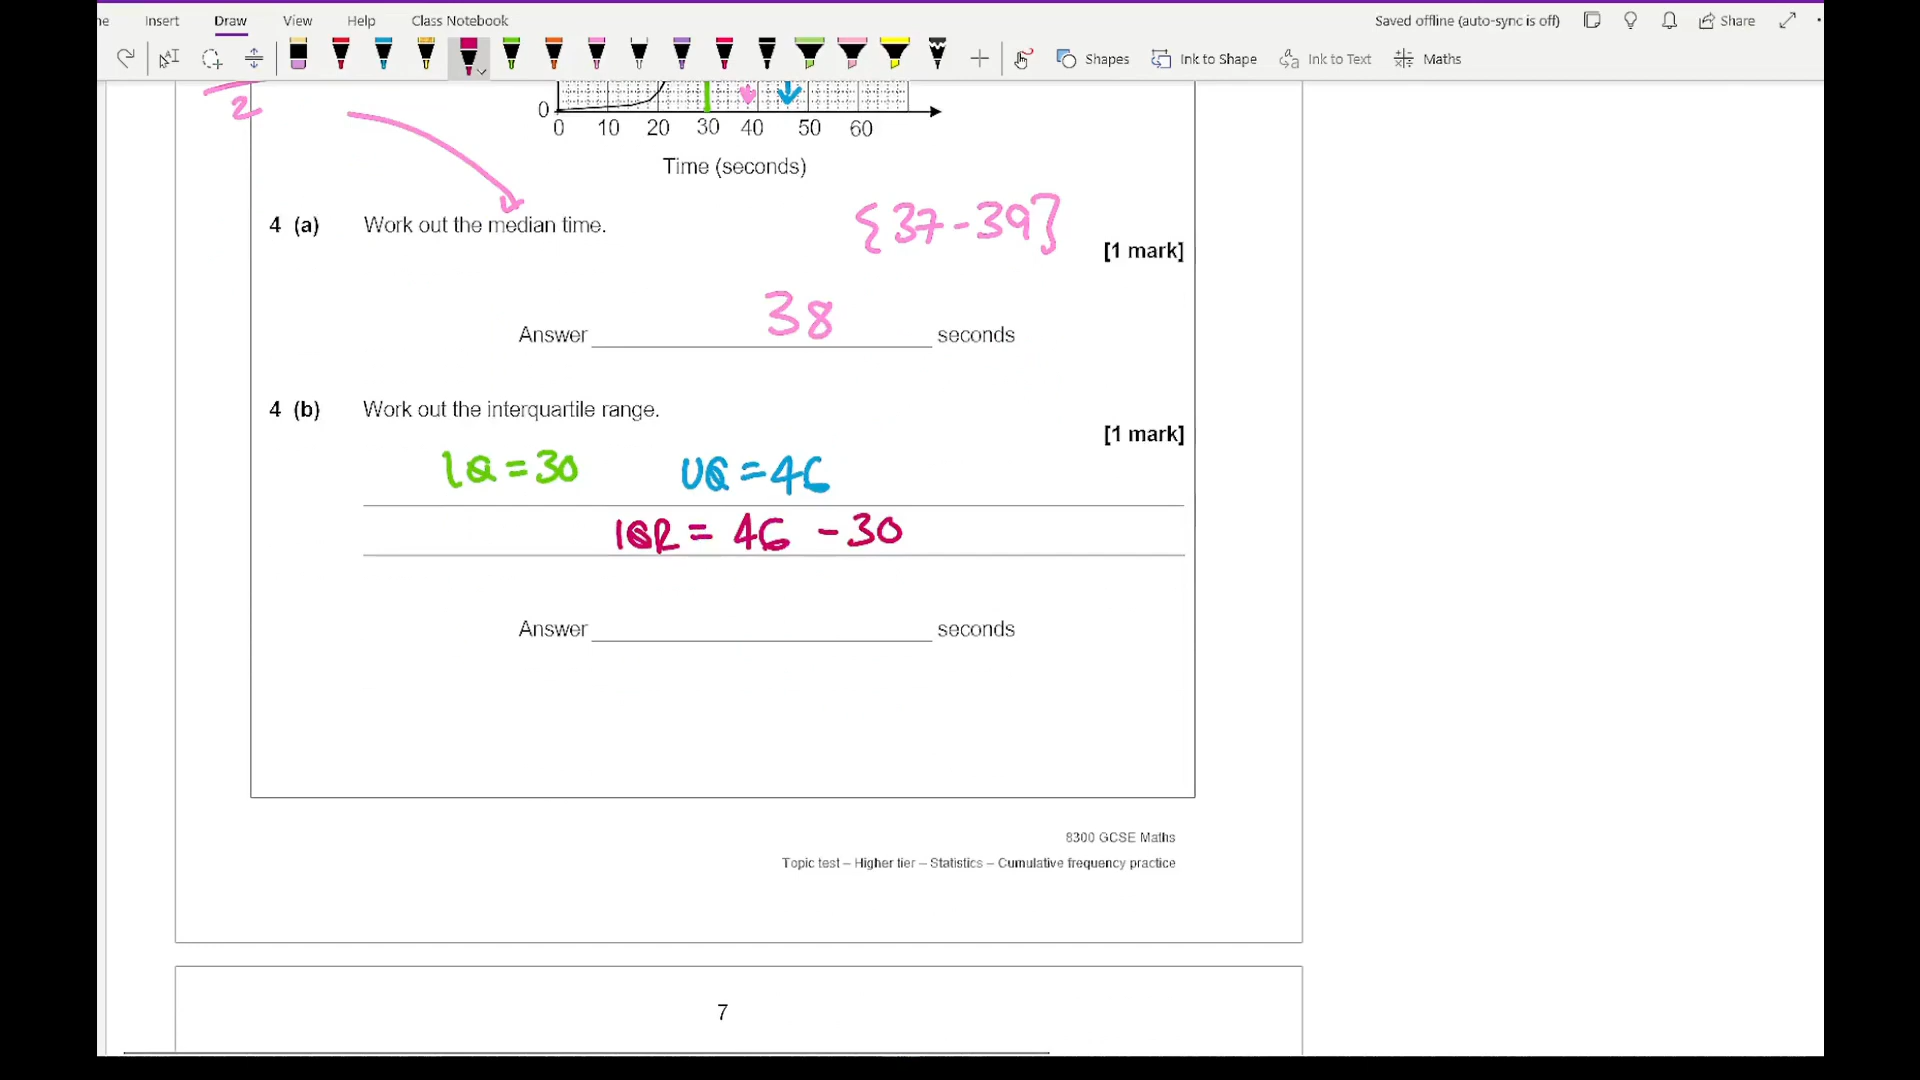 Insert Draw View Help Class Notebook Saved offline (auto-sync is off) Share
Shapes Ink to Shape Ink to Text Maths
2
0
0 10 20 30 40 50 60
Time (seconds)
4 (a) Work out the median time.
{37-39}
[1 mark]
38
Answer seconds
4 (b) Work out the interquartile range.
[1 mark]
LQ = 30 UQ = 46
IQR = 46 - 30
Answer seconds
8300 GCSE Maths
Topic test – Higher tier – Statistics – Cumulative frequency practice
7